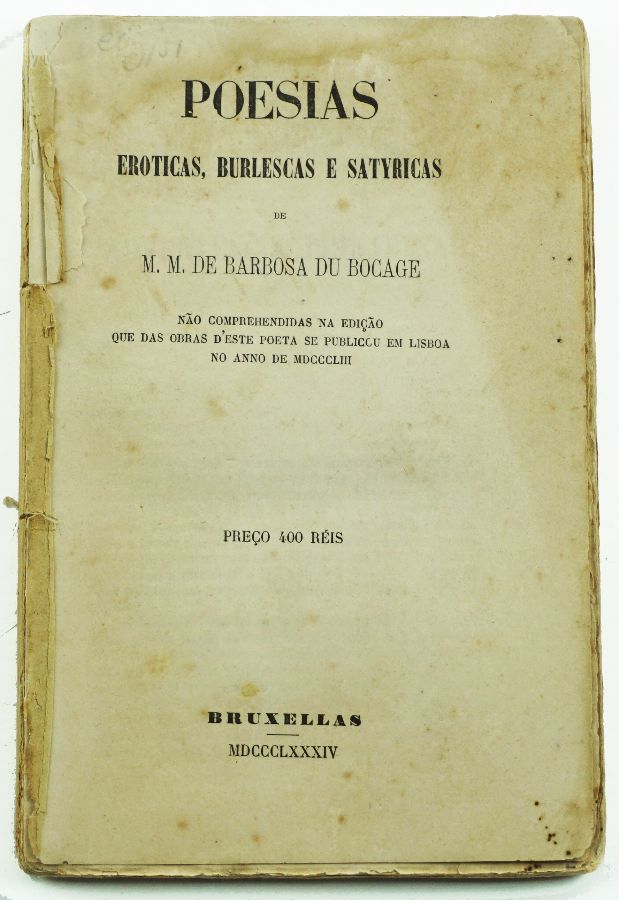 POESIAS
EROTICAS, BURLESCAS E SATYRICAS
DE
M. M. DE BARBOSA DU BOCAGE
NÃO COMPREHENDIDAS NA EDIÇÃO
QUE DAS OBRAS D'ESTE POETA SE PUBLICOU EM LISBOA
NO ANNO DE MDCCCLIII
PREÇO 400 RÉIS
BRUXELLAS
MDCCCLXXXIV